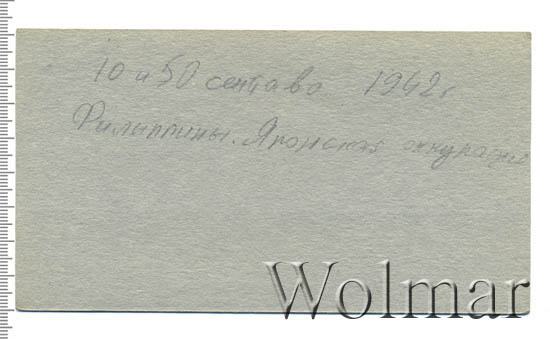 10 и 50 сентаво 1942г
Филиппины. Японская оккупация
Wolmar